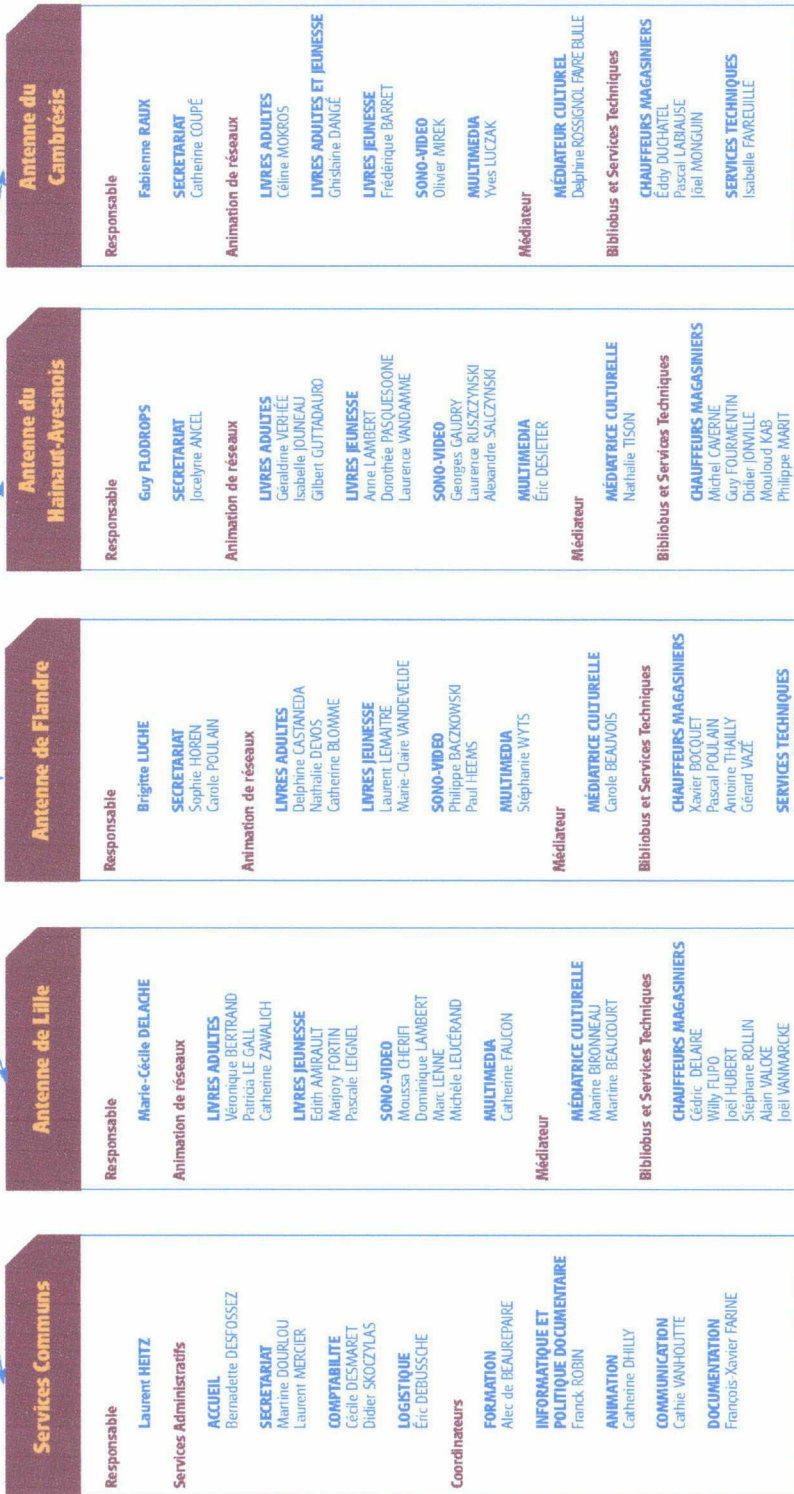 Services Communs
Responsable
Laurent HEITZ
Services Administratifs
ACCUEIL
Bernadette DESFOSSEZ
SECRETARIAT
Martine DOURLOU
Laurent MERCIER
COMPTABILITE
Cécile DESMARET
Didier SKOCZYLAS
LOGISTIQUE
Éric DEBUSSCHE
Coordinateurs
FORMATION
Alec de BEAUREPAIRE
INFORMATIQUE ET
POLITIQUE DOCUMENTAIRE
Franck ROBIN
ANIMATION
Catherine DHILLY
COMMUNICATION
Cathie VANHOUTTE
DOCUMENTATION
François-Xavier FARINE
Antenne de Lille
Responsable
Marie-Cécile DELACHE
Animation de réseaux
LIVRES ADULTES
Véronique BERTRAND
Patricia LE GALL
Catherine ZAWALICH
LIVRES JEUNESSE
Edith AMIRAULT
Marjory FORTIN
Pascale LEIGNEL
SONO-VIDEO
Moussa CHERIFI
Dominique LAMBERT
Marc LENNE
Michèle LEUCÉRAND
MULTIMEDIA
Catherine FAUCON
Médiateur
MÉDIATRICE CULTURELLE
Marine BIRONNEAU
Martine BEAUCOURT
Bibliobus et Services Techniques
CHAUFFEURS MAGASINIERS
Cédric DELAIRE
Willy FLIPO
Joël HUBERT
Stéphane ROLLIN
Alain VALCKE
Joël VANMARCKE
Antenne de Flandre
Responsable
Brigitte LUCHE
SECRETARIAT
Sophie HOREN
Carole POULAIN
Animation de réseaux
LIVRES ADULTES
Delphine CASTANEDA
Nathalie DEVOS
Catherine BLOMME
LIVRES JEUNESSE
Laurent LEMAITRE
Marie-Claire VANDEVELDE
SONO-VIDEO
Philippe BACZKOWSKI
Paul HEEMS
MULTIMEDIA
Stéphanie WYTS
Médiateur
MÉDIATRICE CULTURELLE
Carole BEAUVOIS
Bibliobus et Services Techniques
CHAUFFEURS MAGASINIERS
Xavier BOCQUET
Pascal POULAIN
Antoine THAILLY
Gérard VAZÉ
SERVICES TECHNIQUES
Antenne du
Hainaut-Avesnois
Responsable
Guy FLODROPS
SECRETARIAT
Jocelyne ANCEL
Animation de réseaux
LIVRES ADULTES
Géraldine VERHÉE
Isabelle JOUNEAU
Gilbert GUTTADAURO
LIVRES JEUNESSE
Anne LAMBERT
Dorothée PASQUESOONE
Laurence VANDAMME
SONO-VIDEO
Georges GAUDRY
Laurence RUSZCZYNSKI
Alexandre SALCZYNSKI
MULTIMEDIA
Éric DESIETER
Médiateur
MÉDIATRICE CULTURELLE
Nathalie TISON
Bibliobus et Services Techniques
CHAUFFEURS MAGASINIERS
Michel CAVERNE
Guy FOURMENTIN
Didier JONVILLE
Mouloud KAB
Philippe MARIT
Antenne du
Cambrésis
Responsable
Fabienne RAUX
SECRETARIAT
Catherine COUPÉ
Animation de réseaux
LIVRES ADULTES
Céline MOKROS
LIVRES ADULTES ET JEUNESSE
Ghislaine DANGÉ
LIVRES JEUNESSE
Frédérique BARRET
SONO-VIDEO
Olivier MIREK
MULTIMEDIA
Yves LUCZAK
Médiateur
MÉDIATEUR CULTUREL
Delphine ROSSIGNOL FAVRE BULLE
Bibliobus et Services Techniques
CHAUFFEURS MAGASINIERS
Éddy DUCHATEL
Pascal LABIAUSE
Jöel MONGUIN
SERVICES TECHNIQUES
Isabelle FAVREUILLE